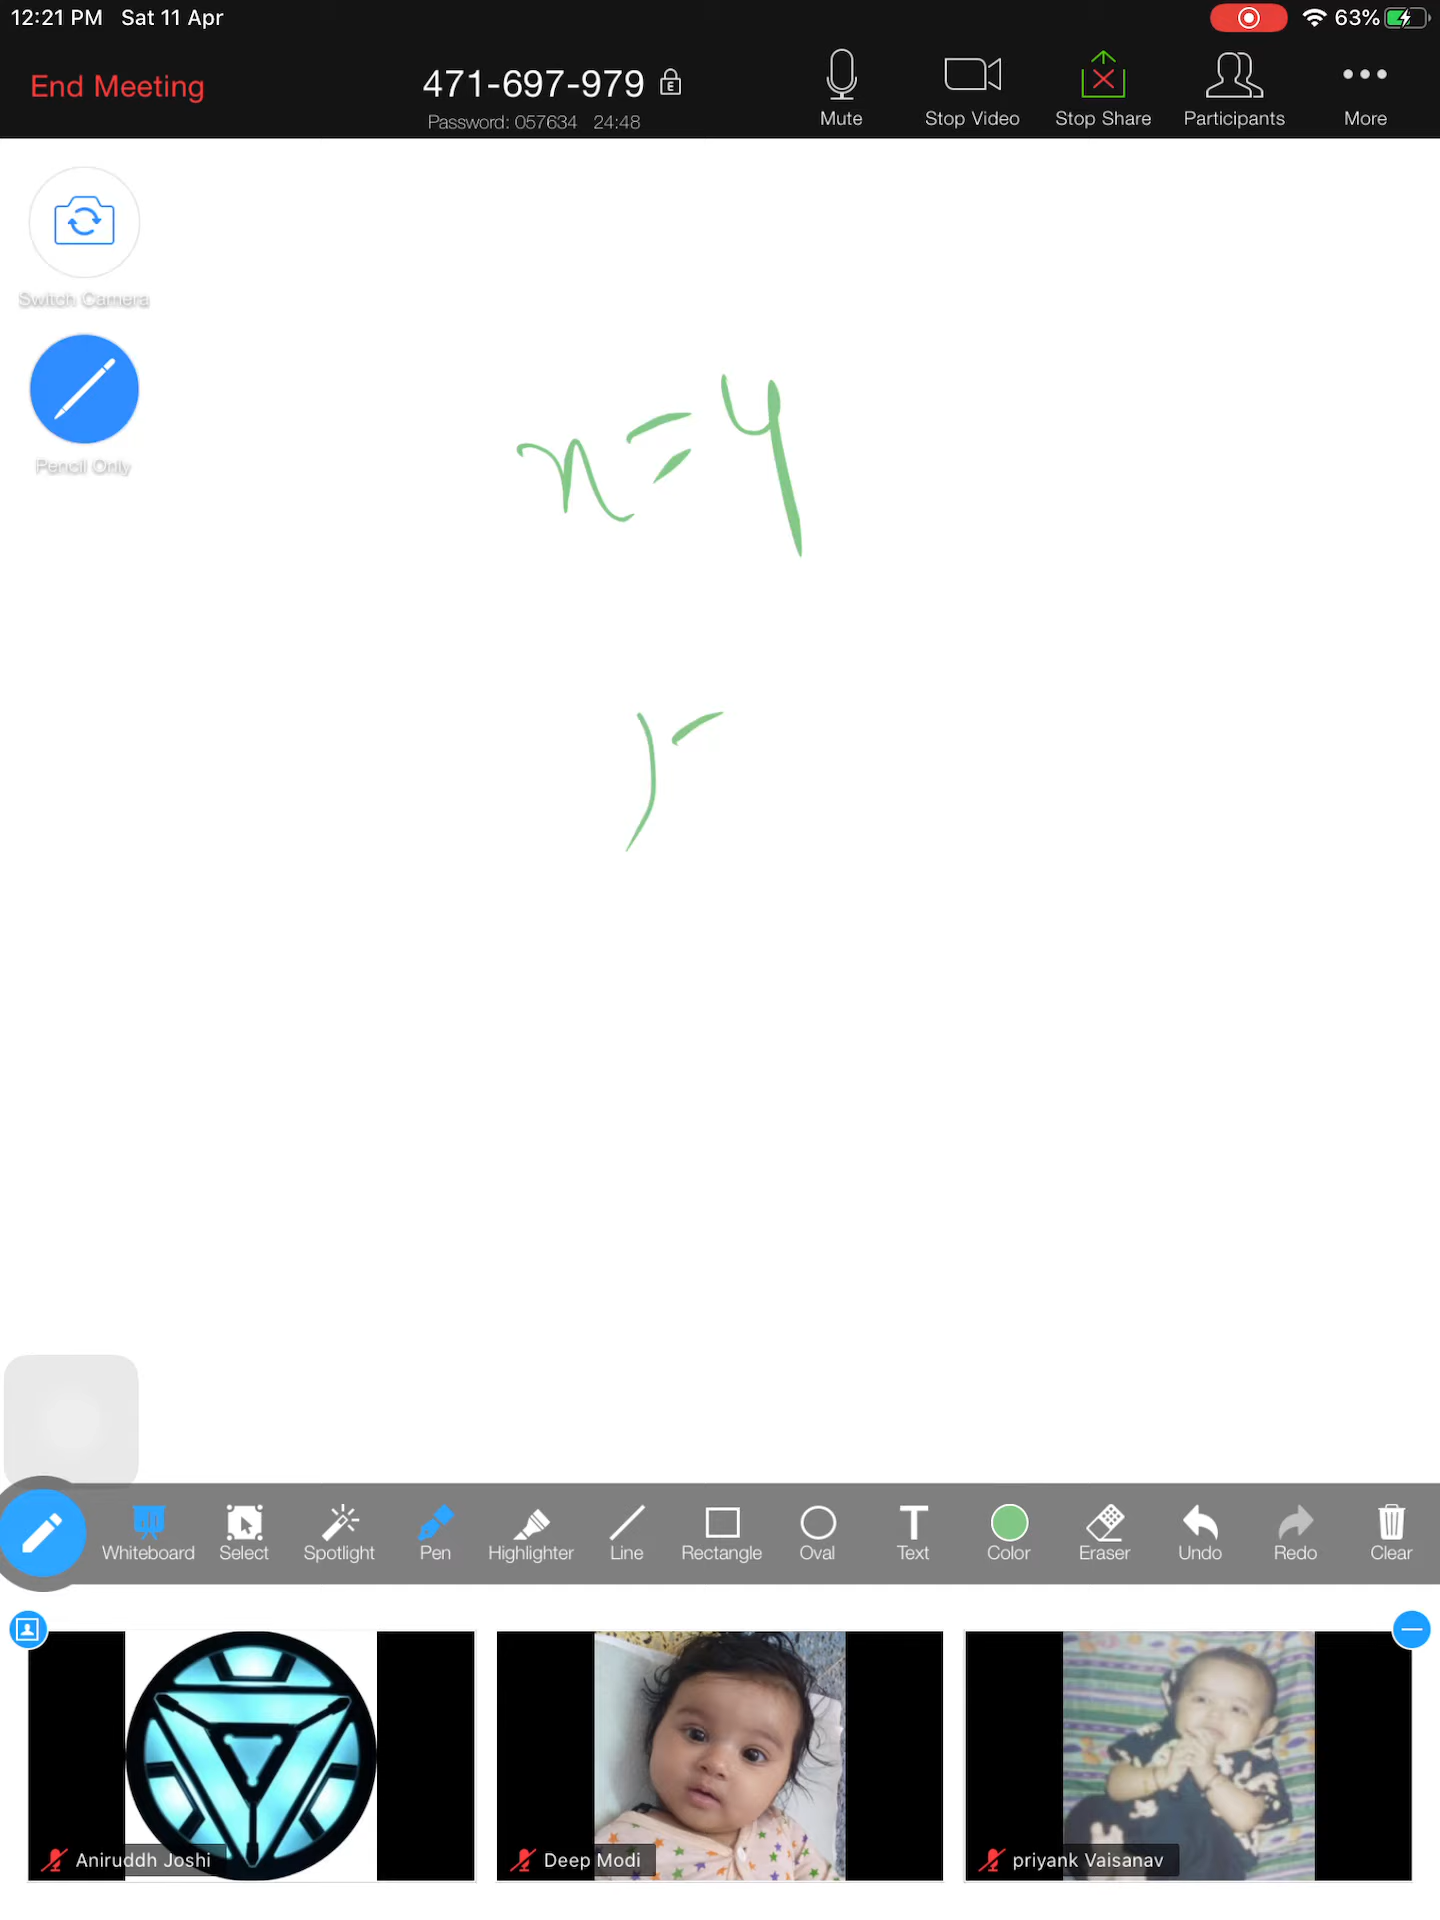 12:21 PM Sat 11 Apr 63%
End Meeting
471-697-979
Password: 057634 24:48
Mute
Stop Video
Stop Share
Participants
More
Switch Camera
Pencil Only
n=4
Whiteboard
Select
Spotlight
Pen
Highlighter
Line
Rectangle
Oval
T
Text
Color
Eraser
Undo
Redo
Clear
Aniruddh Joshi
Deep Modi
priyank Vaisanav